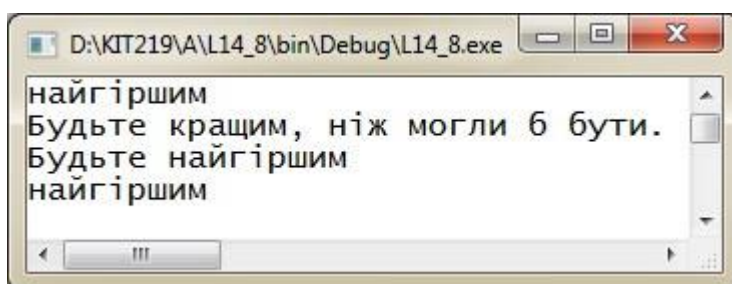 D:\KIT219\A\L14_8\bin\Debug\L14_8.exe
найгіршим
Будьте кращим, ніж могли б бути.
Будьте найгіршим
найгіршим